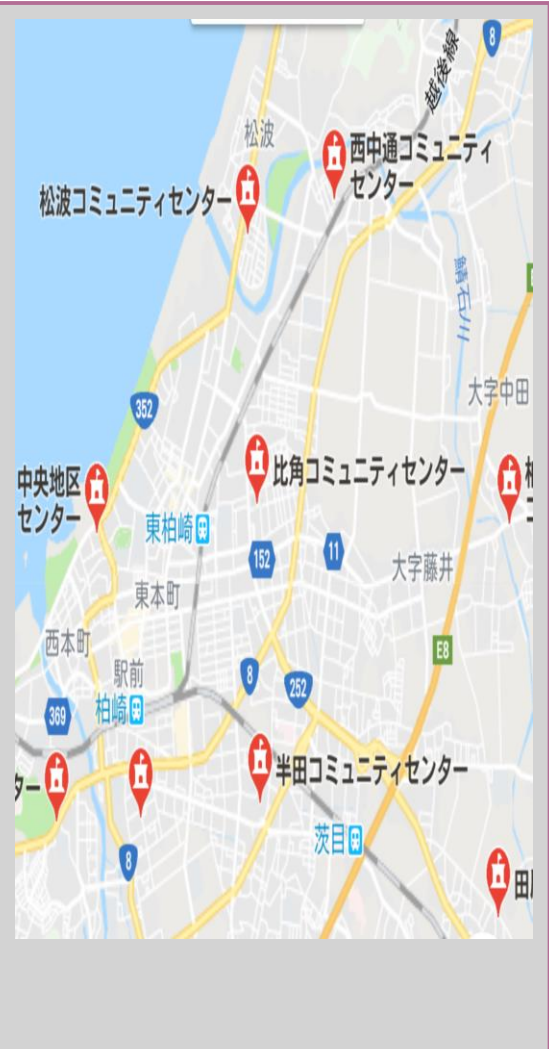 8
越後線
松波
西中通コミュニティ
センター
松波コミュニティセンター
鯖石川
大字中田
352
中央地区
センター
比角コミュニティセンター
東柏崎
152
11
大字藤井
東本町
西本町
E8
駅前
8
252
柏崎
369
ター
半田コミュニティセンター
茨目
8